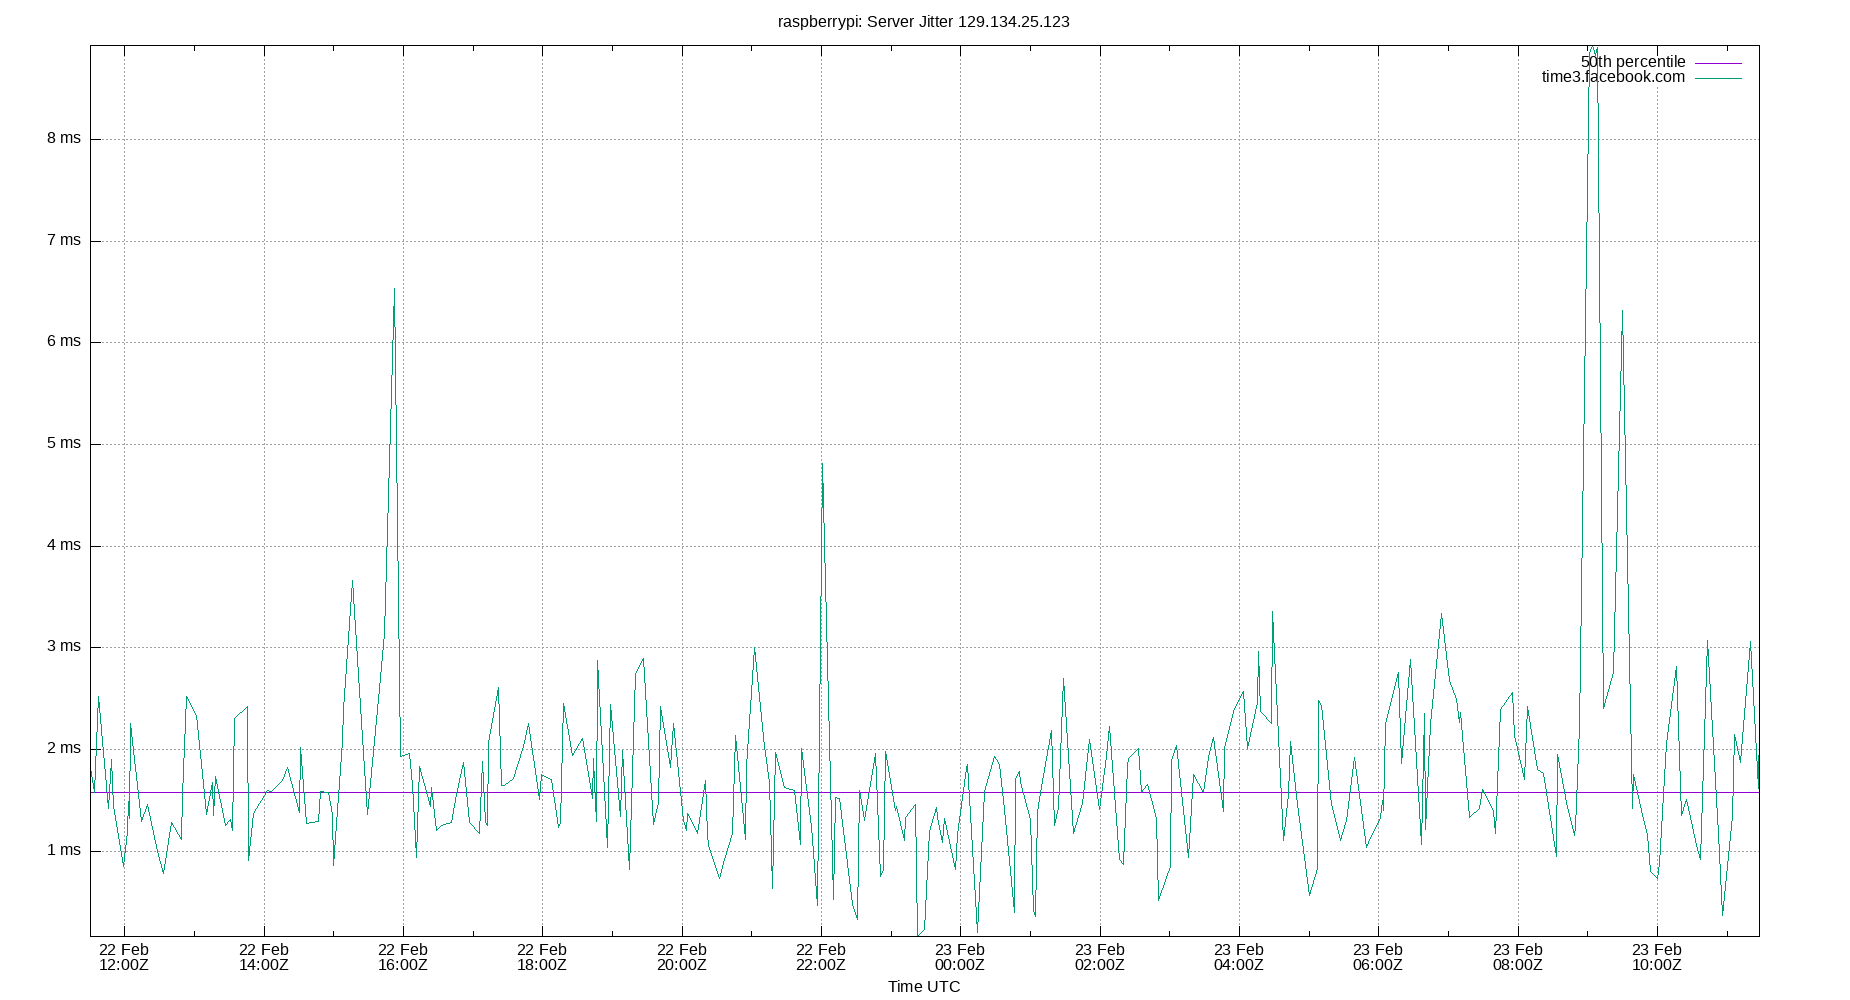 raspberrypi: Server Jitter 129.134.25.123
50th percentile
time3.facebook.com
8 ms
7 ms
6 ms
5 ms
4 ms
3 ms
2 ms
1 ms
22 Feb 22 Feb 22 Feb 22 Feb 22 Feb 22 Feb 23 Feb 23 Feb 23 Feb 23 Feb 23 Feb 23 Feb
12:00Z 14:00Z 16:00Z 18:00Z 20:00Z 22:00Z 00:00Z 02:00Z 04:00Z 06:00Z 08:00Z 10:00Z
Time UTC